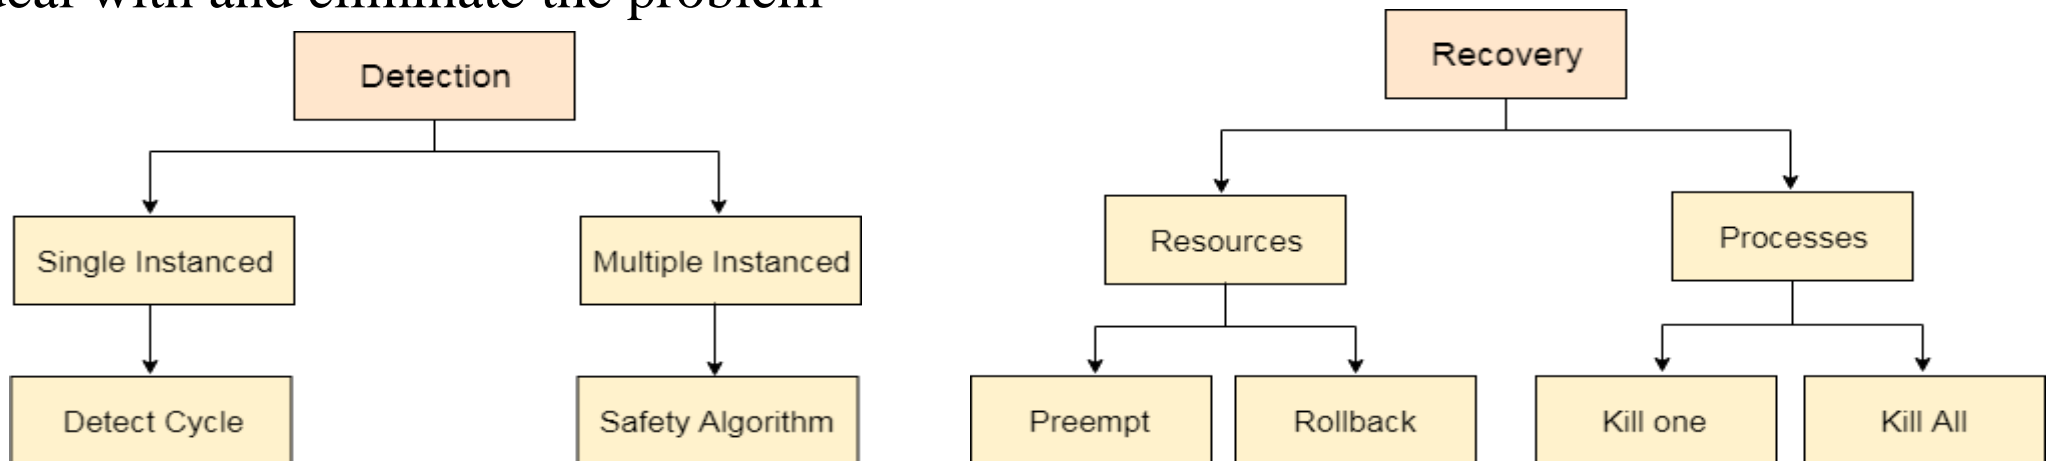 deal with and eliminate the problem
Detection
Single Instanced
Multiple Instanced
Detect Cycle
Safety Algorithm
Recovery
Resources
Processes
Preempt
Rollback
Kill one
Kill All